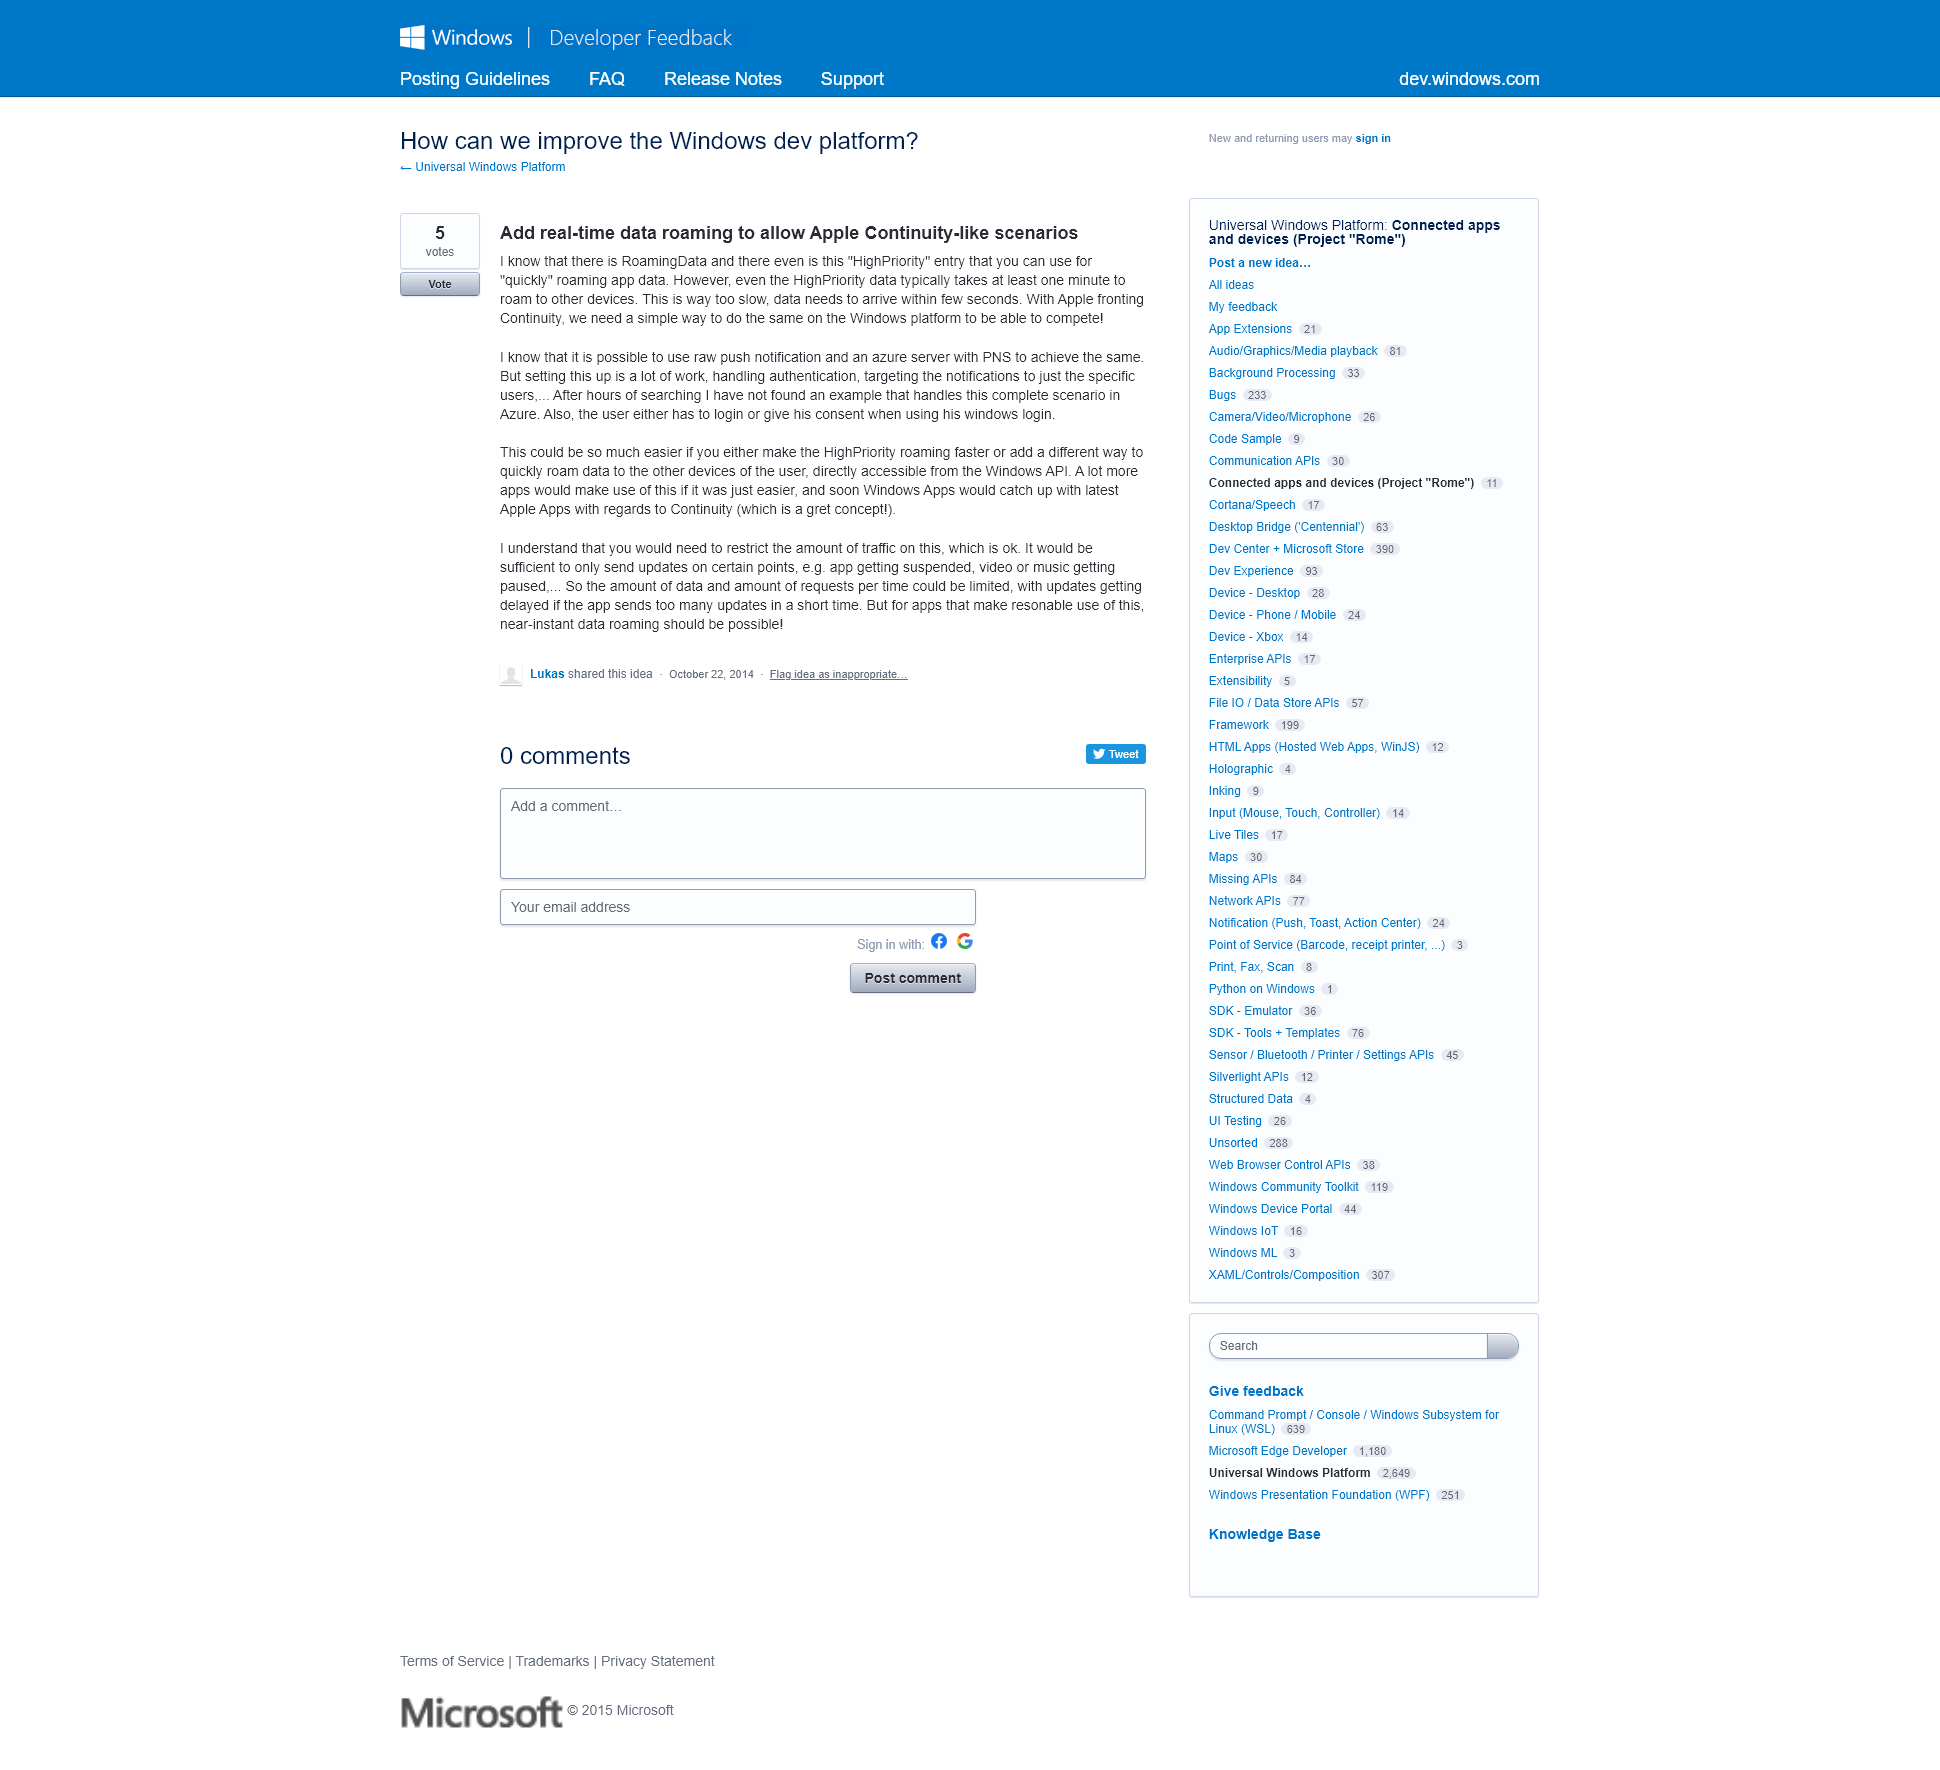 Windows | Developer Feedback
Posting Guidelines FAQ Release Notes Support dev.windows.com
How can we improve the Windows dev platform?
← Universal Windows Platform
New and returning users may sign in
5
votes
Vote
Add real-time data roaming to allow Apple Continuity-like scenarios
I know that there is RoamingData and there even is this "HighPriority" entry that you can use for
"quickly" roaming app data. However, even the HighPriority data typically takes at least one minute to
roam to other devices. This is way too slow, data needs to arrive within few seconds. With Apple fronting
Continuity, we need a simple way to do the same on the Windows platform to be able to compete!
I know that it is possible to use raw push notification and an azure server with PNS to achieve the same.
But setting this up is a lot of work, handling authentication, targeting the notifications to just the specific
users,... After hours of searching I have not found an example that handles this complete scenario in
Azure. Also, the user either has to login or give his consent when using his windows login.
This could be so much easier if you either make the HighPriority roaming faster or add a different way to
quickly roam data to the other devices of the user, directly accessible from the Windows API. A lot more
apps would make use of this if it was just easier, and soon Windows Apps would catch up with latest
Apple Apps with regards to Continuity (which is a gret concept!).
I understand that you would need to restrict the amount of traffic on this, which is ok. It would be
sufficient to only send updates on certain points, e.g. app getting suspended, video or music getting
paused,... So the amount of data and amount of requests per time could be limited, with updates getting
delayed if the app sends too many updates in a short time. But for apps that make resonable use of this,
near-instant data roaming should be possible!
Lukas shared this idea · October 22, 2014 · Flag idea as inappropriate…
0 comments
Tweet
Add a comment…
Your email address
Sign in with:
Post comment
Universal Windows Platform: Connected apps
and devices (Project "Rome")
Post a new idea…
All ideas
My feedback
App Extensions 21
Audio/Graphics/Media playback 81
Background Processing 33
Bugs 233
Camera/Video/Microphone 26
Code Sample 9
Communication APIs 30
Connected apps and devices (Project "Rome") 11
Cortana/Speech 17
Desktop Bridge ('Centennial') 63
Dev Center + Microsoft Store 390
Dev Experience 93
Device - Desktop 28
Device - Phone / Mobile 24
Device - Xbox 14
Enterprise APIs 17
Extensibility 5
File IO / Data Store APIs 57
Framework 199
HTML Apps (Hosted Web Apps, WinJS) 12
Holographic 4
Inking 9
Input (Mouse, Touch, Controller) 14
Live Tiles 17
Maps 30
Missing APIs 84
Network APIs 77
Notification (Push, Toast, Action Center) 24
Point of Service (Barcode, receipt printer, ...) 3
Print, Fax, Scan 8
Python on Windows 1
SDK - Emulator 36
SDK - Tools + Templates 76
Sensor / Bluetooth / Printer / Settings APIs 45
Silverlight APIs 12
Structured Data 4
UI Testing 26
Unsorted 288
Web Browser Control APIs 38
Windows Community Toolkit 119
Windows Device Portal 44
Windows IoT 16
Windows ML 3
XAML/Controls/Composition 307
Search
Give feedback
Command Prompt / Console / Windows Subsystem for
Linux (WSL) 639
Microsoft Edge Developer 1,180
Universal Windows Platform 2,649
Windows Presentation Foundation (WPF) 251
Knowledge Base
Terms of Service | Trademarks | Privacy Statement
Microsoft © 2015 Microsoft